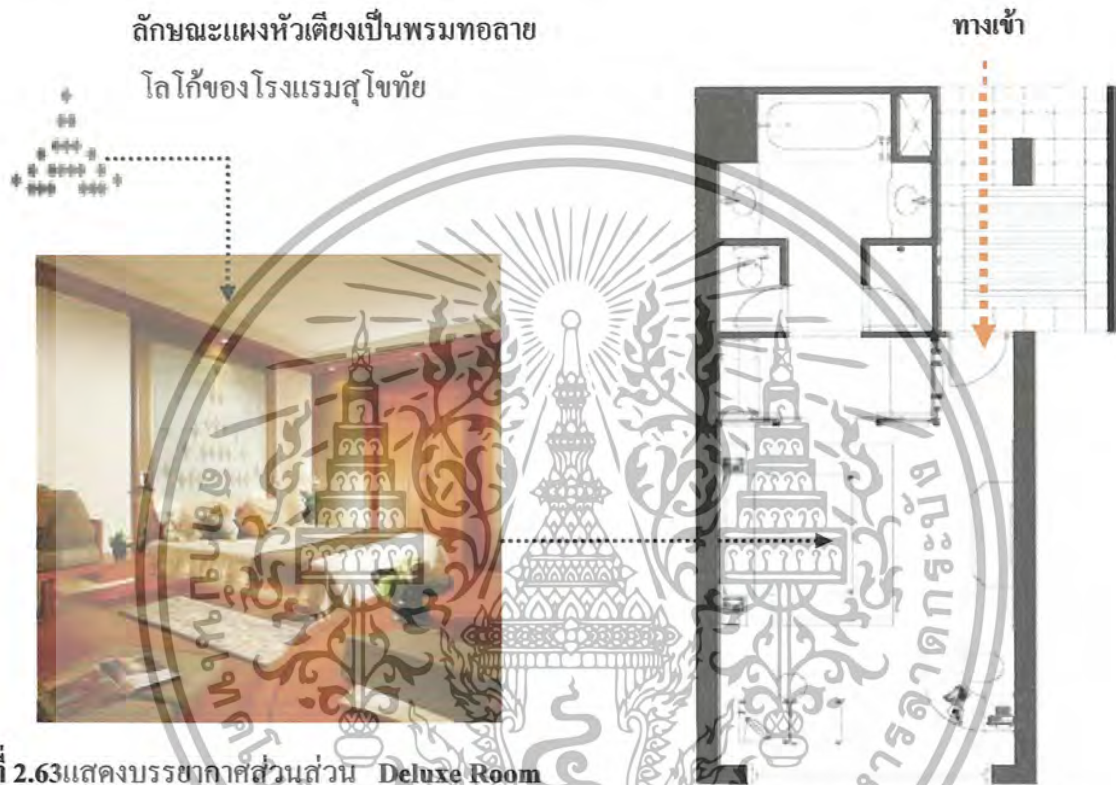 ลักษณะแผงหัวเตียงเป็นพรมทอลาย
โลโก้ของโรงแรมสุโขทัย
ทางเข้า
ที่ 2.63แสดงบรรยากาศส่วนส่วน Deluxe Room